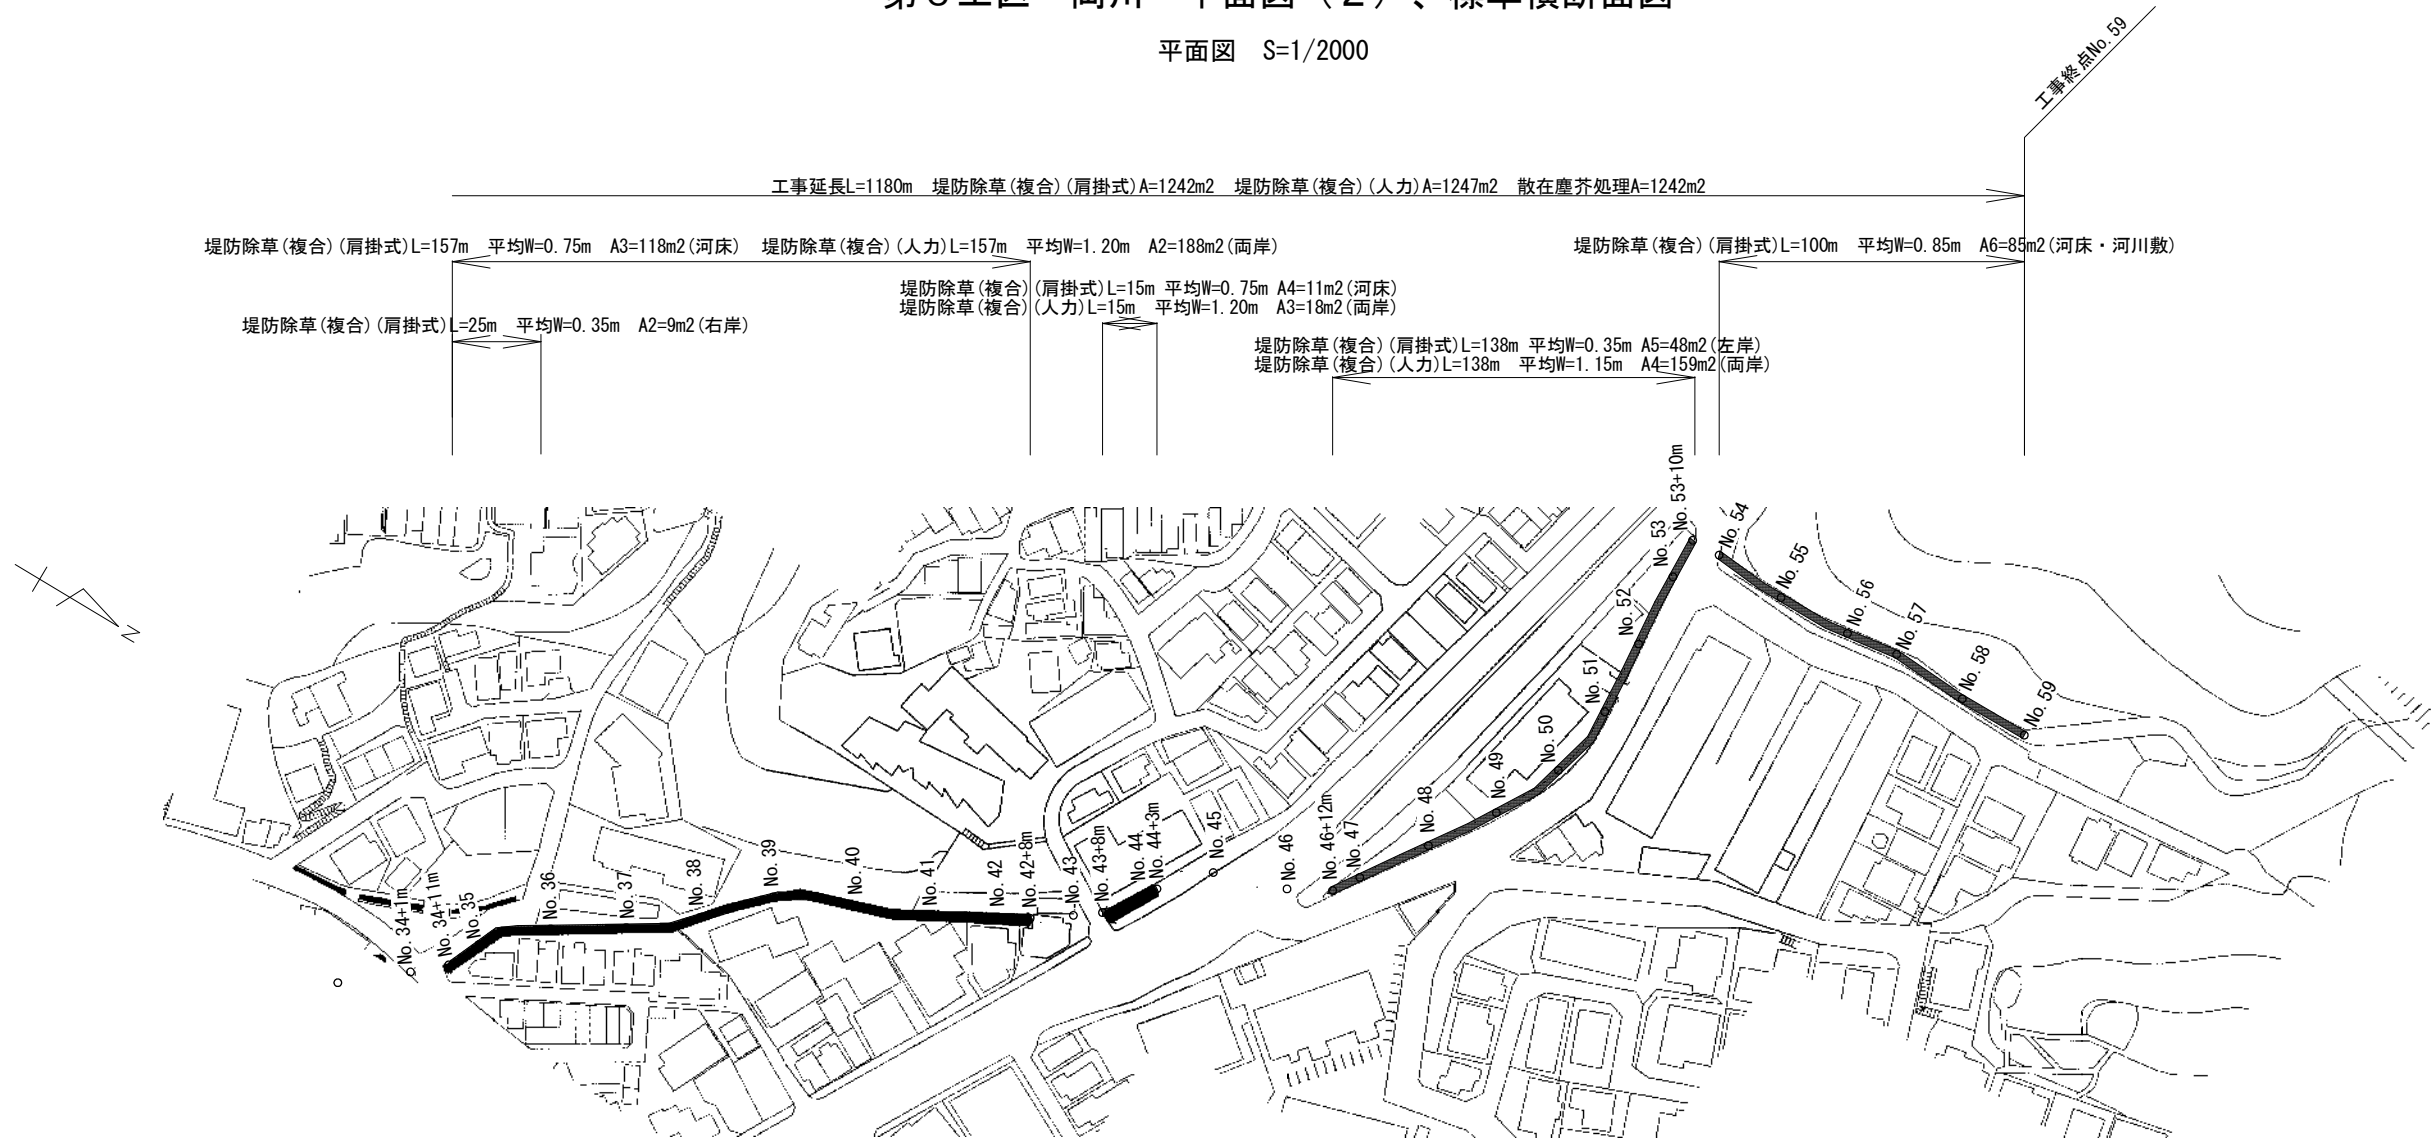 平面図　S=1/2000
工事終点No.59
工事延長L=1180m　堤防除草(複合)(肩掛式)A=1242m2　堤防除草(複合)(人力)A=1247m2　散在塵芥処理A=1242m2
堤防除草(複合)(肩掛式)L=157m　平均W=0.75m　A3=118m2(河床)　堤防除草(複合)(人力)L=157m　平均W=1.20m　A2=188m2(両岸)
堤防除草(複合)(肩掛式)L=100m　平均W=0.85m　A6=85m2(河床・河川敷)
堤防除草(複合)(肩掛式)L=15m 平均W=0.75m A4=11m2(河床)
堤防除草(複合)(人力)L=15m　平均W=1.20m　A3=18m2(両岸)
堤防除草(複合)(肩掛式)L=25m　平均W=0.35m　A2=9m2(右岸)
堤防除草(複合)(肩掛式)L=138m 平均W=0.35m A5=48m2(左岸)
堤防除草(複合)(人力)L=138m　平均W=1.15m　A4=159m2(両岸)
N
No.34+1m
No.34+11m
No.35
No.36
No.37
No.38
No.39
No.40
No.41
No.42
No.42+8m
No.43
No.43+8m
No.44
No.44+3m
No.45
No.46
No.46+12m
No.47
No.48
No.49
No.50
No.51
No.52
No.53
No.53+10m
No.54
No.55
No.56
No.57
No.58
No.59